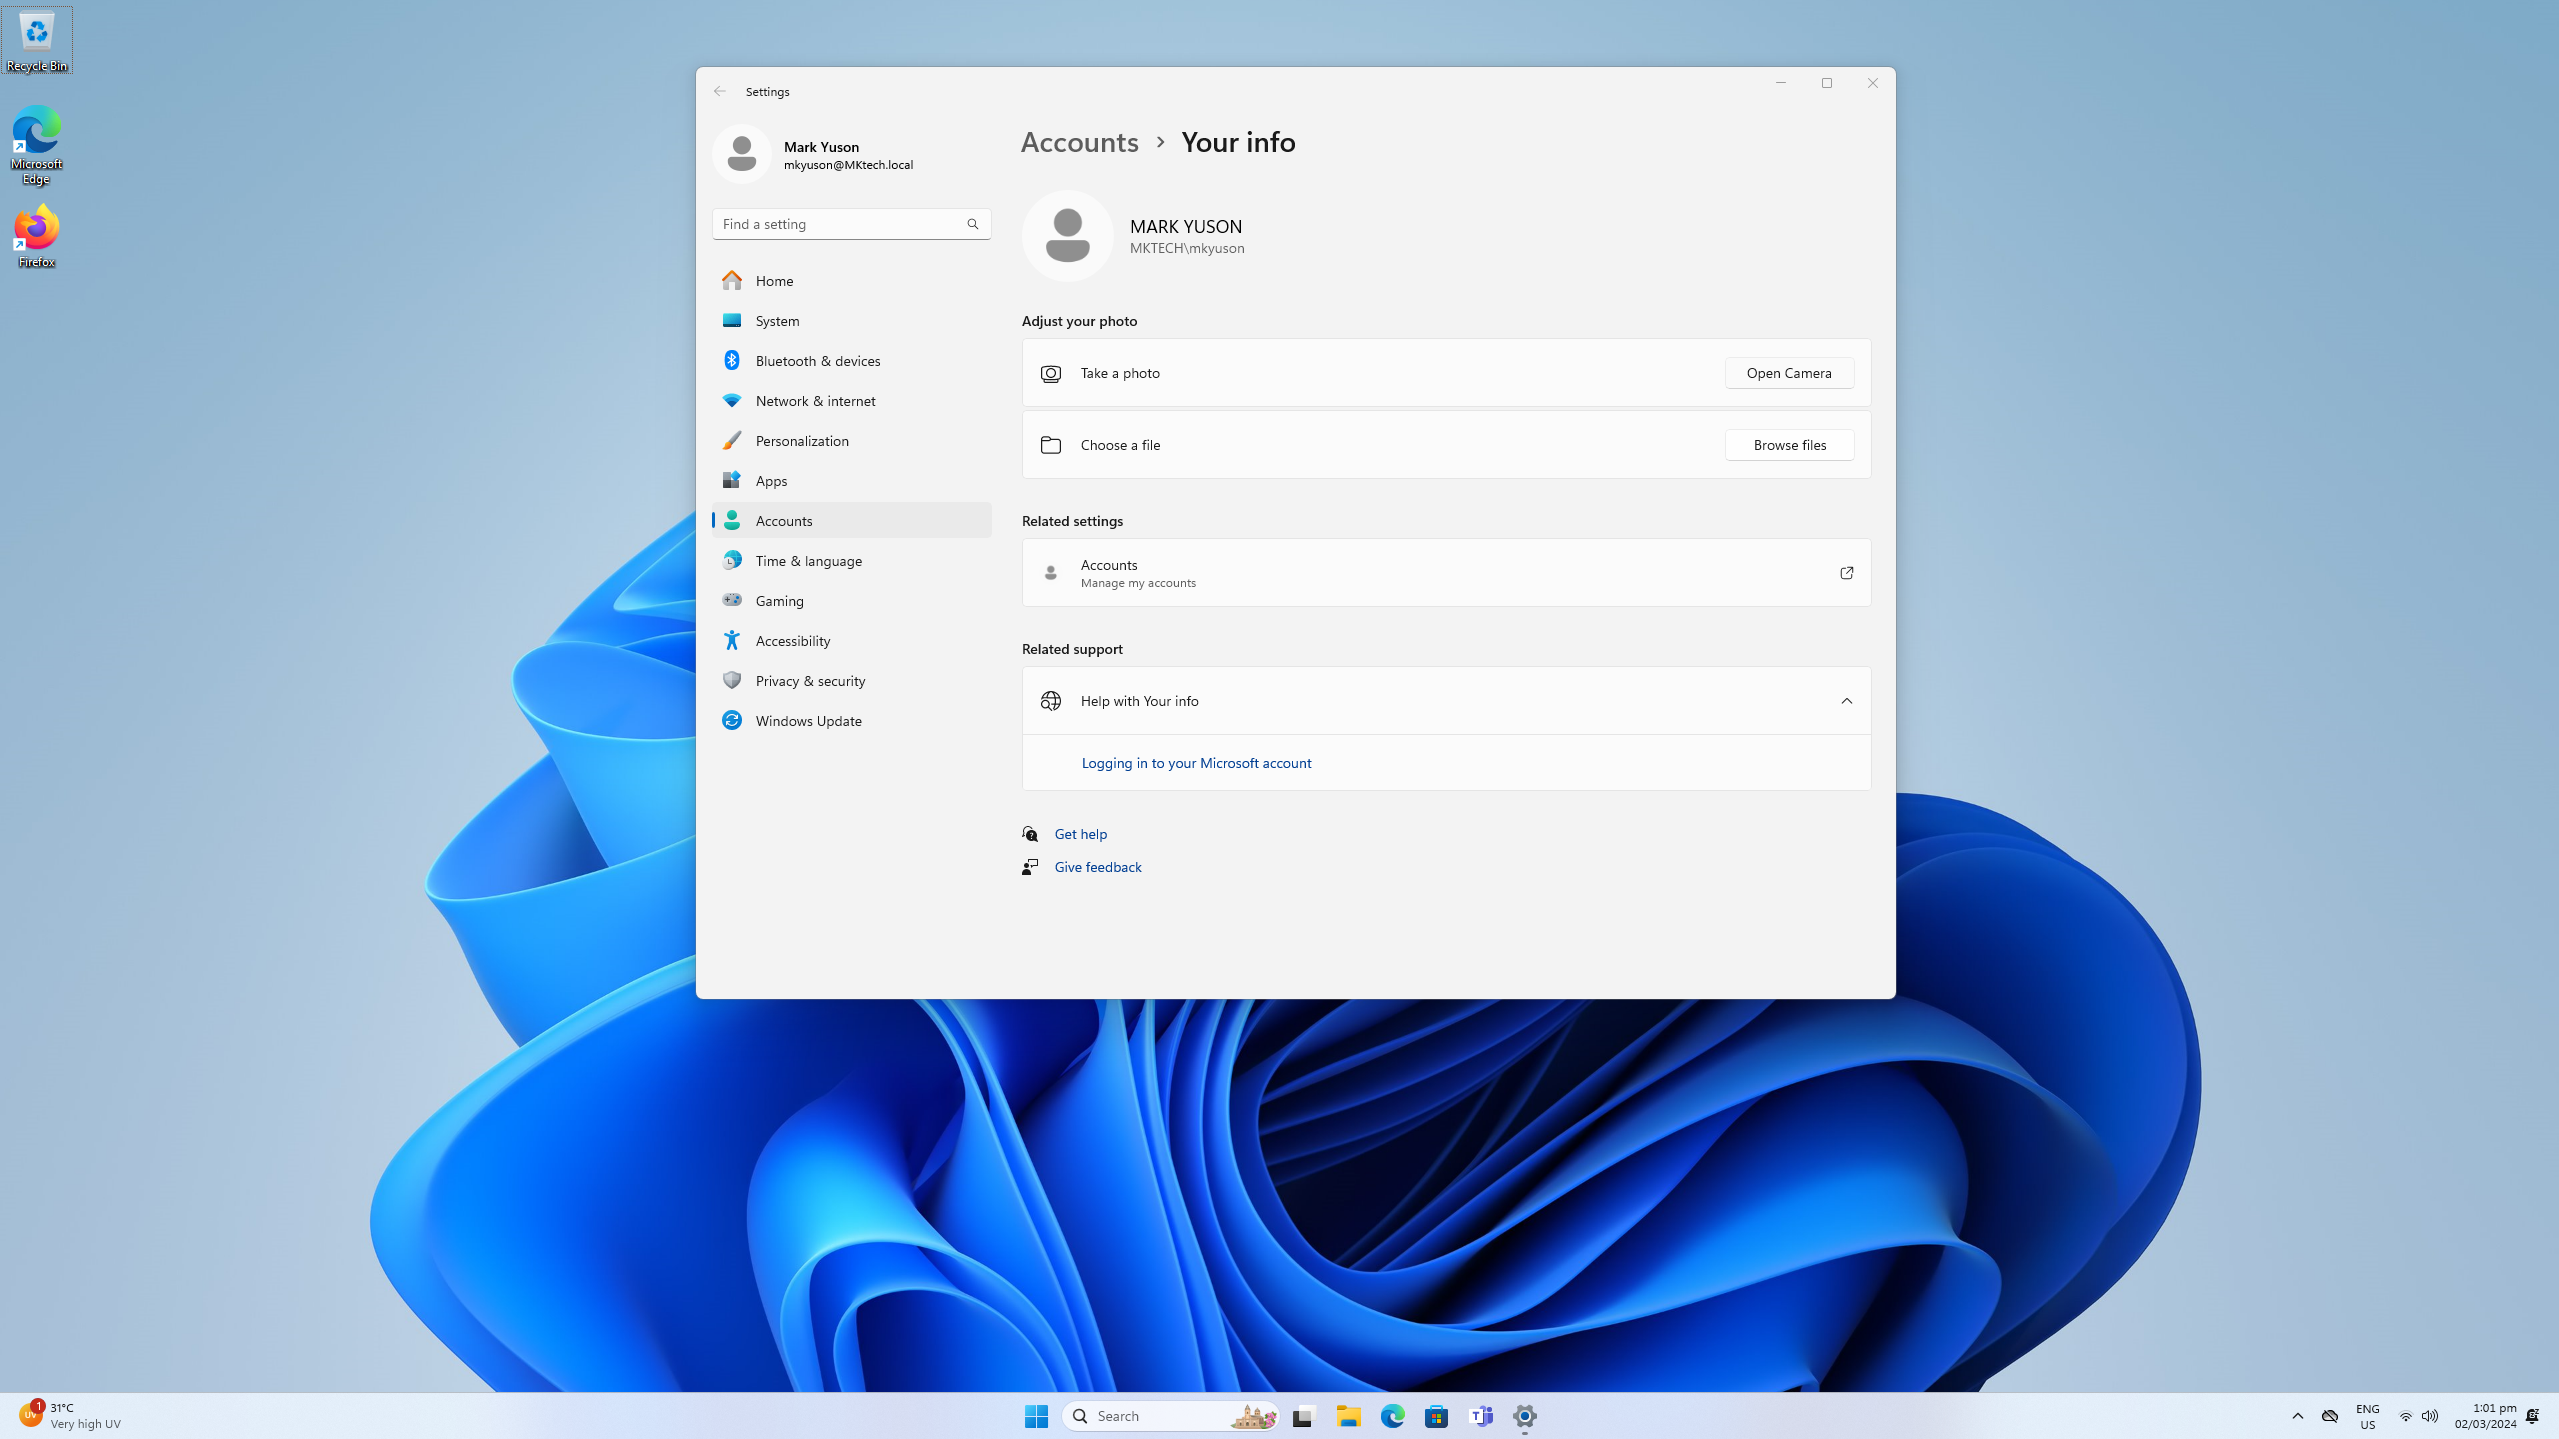 Recycle Bin
Microsoft
Edge
Firefox
Settings
Mark Yuson
mkyuson@MKtech.local
Find a setting
Home
System
Bluetooth & devices
Network & internet
Personalization
Apps
Accounts
Time & language
Gaming
Accessibility
Privacy & security
Windows Update
Accounts > Your info
MARK YUSON
MKTECH\mkyuson
Adjust your photo
Take a photo
Open Camera
Choose a file
Browse files
Related settings
Accounts
Manage my accounts
Related support
Help with Your info
Logging in to your Microsoft account
Get help
Give feedback
UV
1
31°C
Very high UV
Search
ENG
US
1:01 pm
02/03/2024